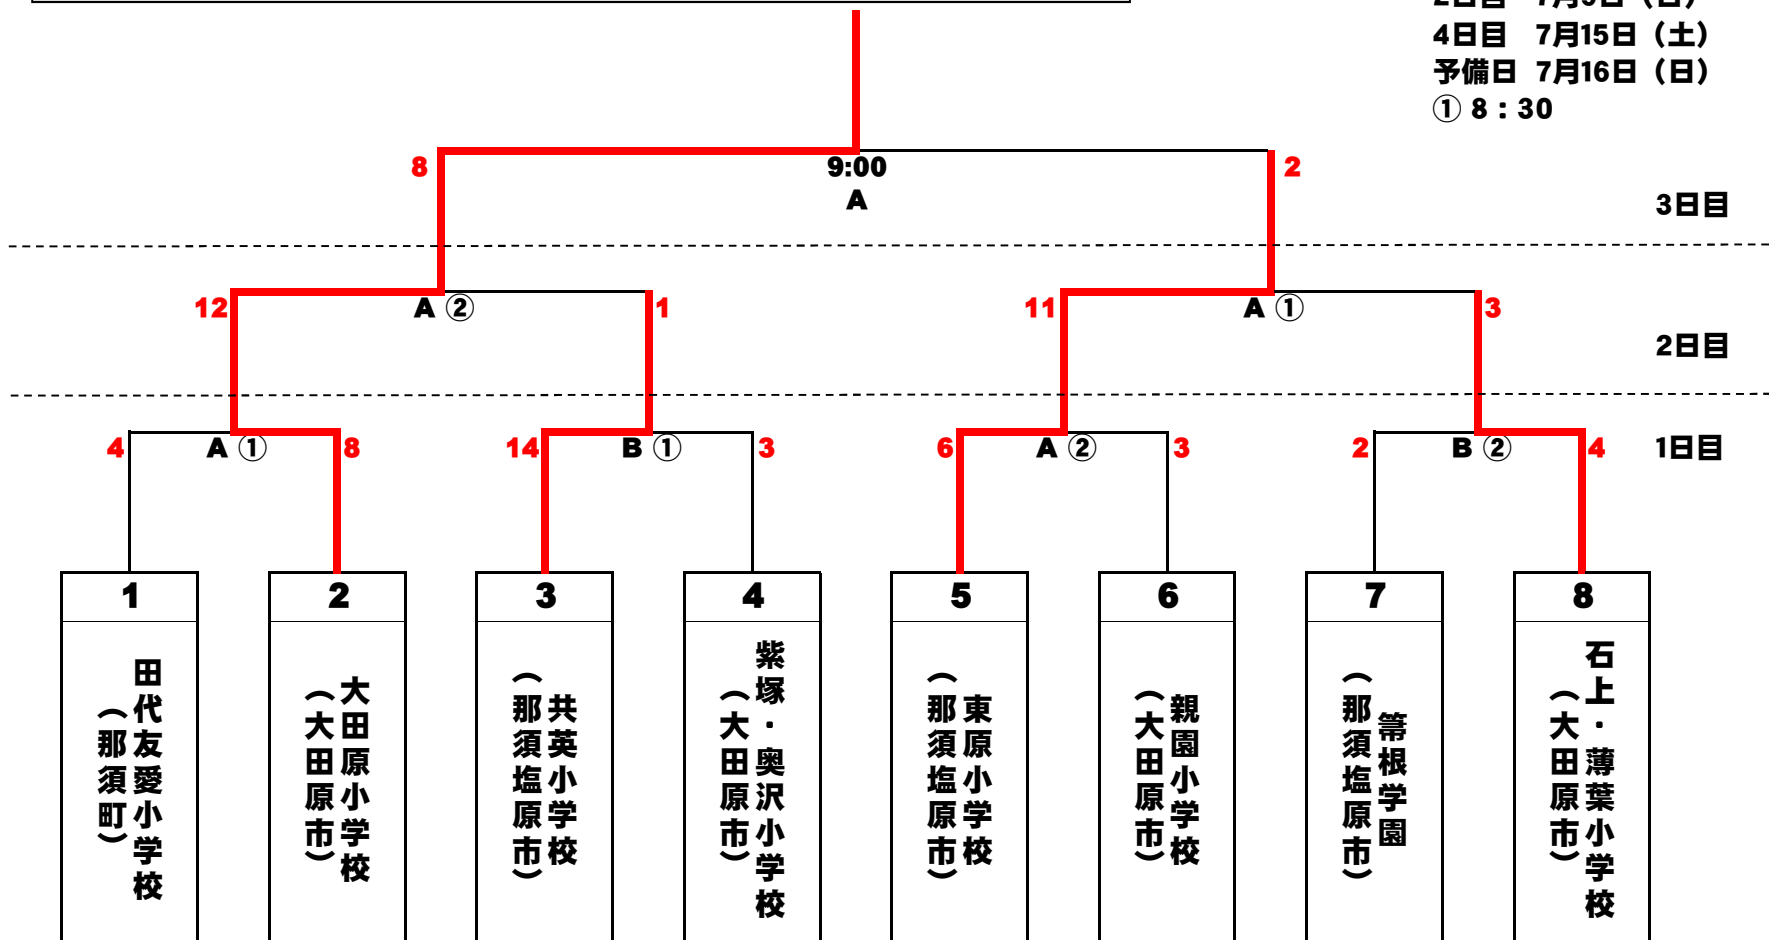 4日目 7月15日（土）
予備日 7月16日（日）
① 8：30
8
9:00
2
A
3日目
12
A ②
1
11
A ①
3
2日目
4
A ①
8
14
B ①
3
6
A ②
3
2
B ②
4
1日目
1
2
3
4
5
6
7
8
田代友愛小学校
（那須町）
大田原小学校
（大田原市）
共英小学校
（那須塩原市）
紫塚・奥沢小学校
（大田原市）
東原小学校
（那須塩原市）
親園小学校
（大田原市）
箒根学園
（那須塩原市）
石上・薄葉小学校
（大田原市）